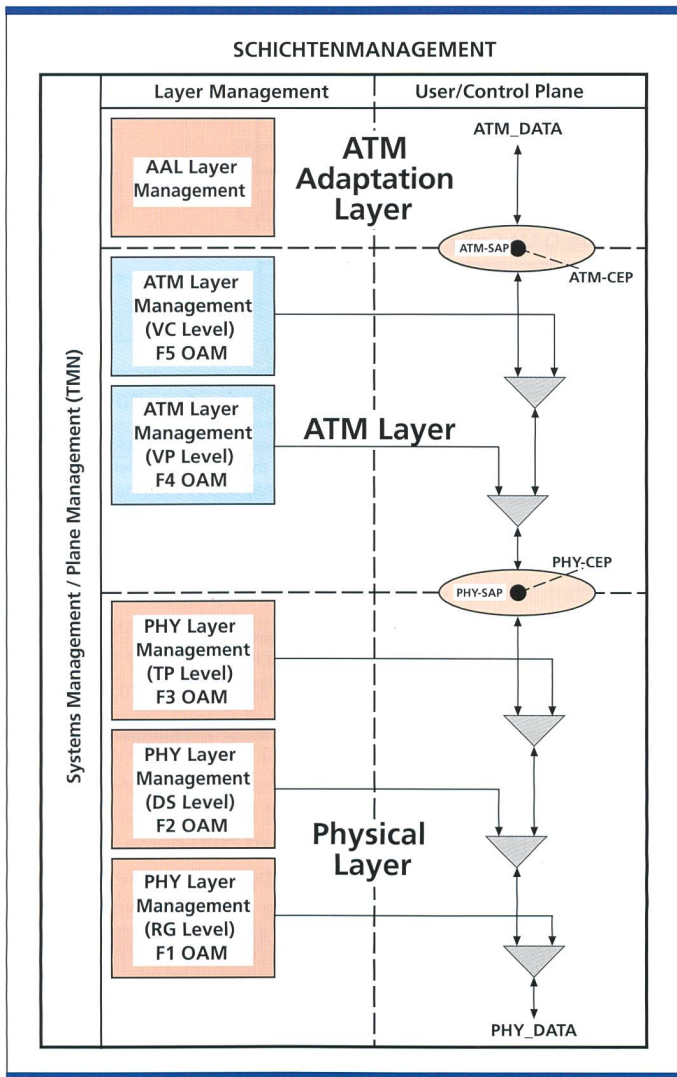 SCHICHTENMANAGEMENT
Layer Management
User/Control Plane
Systems Management / Plane Management (TMN)
AAL Layer
Management
ATM
Adaptation
Layer
ATM_DATA
ATM-SAP
ATM-CEP
ATM Layer
Management
(VC Level)
F5 OAM
ATM Layer
Management
(VP Level)
F4 OAM
ATM Layer
PHY-CEP
PHY-SAP
PHY Layer
Management
(TP Level)
F3 OAM
PHY Layer
Management
(DS Level)
F2 OAM
Physical
Layer
PHY Layer
Management
(RG Level)
F1 OAM
PHY_DATA